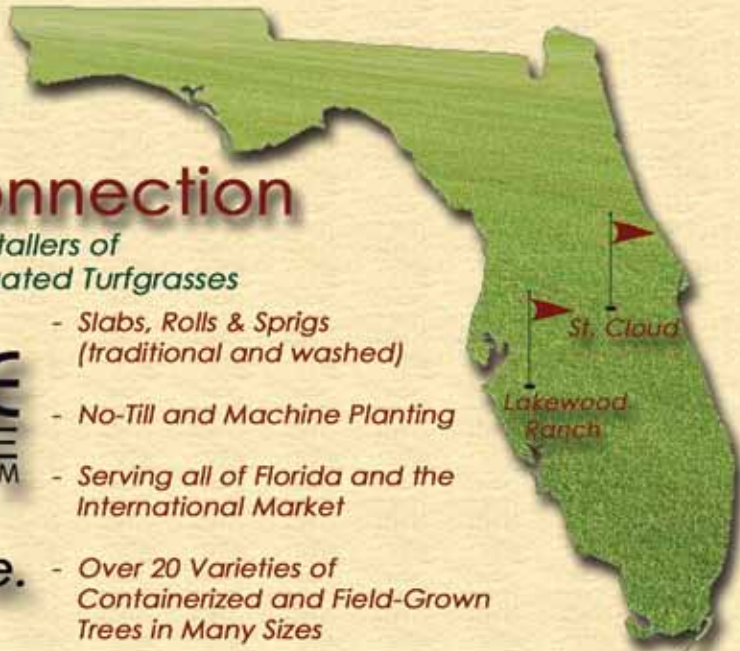 onnection
tallers of
ated Turfgrasses
- Slabs, Rolls & Sprigs
(traditional and washed)
- No-Till and Machine Planting
- Serving all of Florida and the
International Market
e.
- Over 20 Varieties of
Containerized and Field-Grown
Trees in Many Sizes
St. Cloud
Lakewood
Ranch